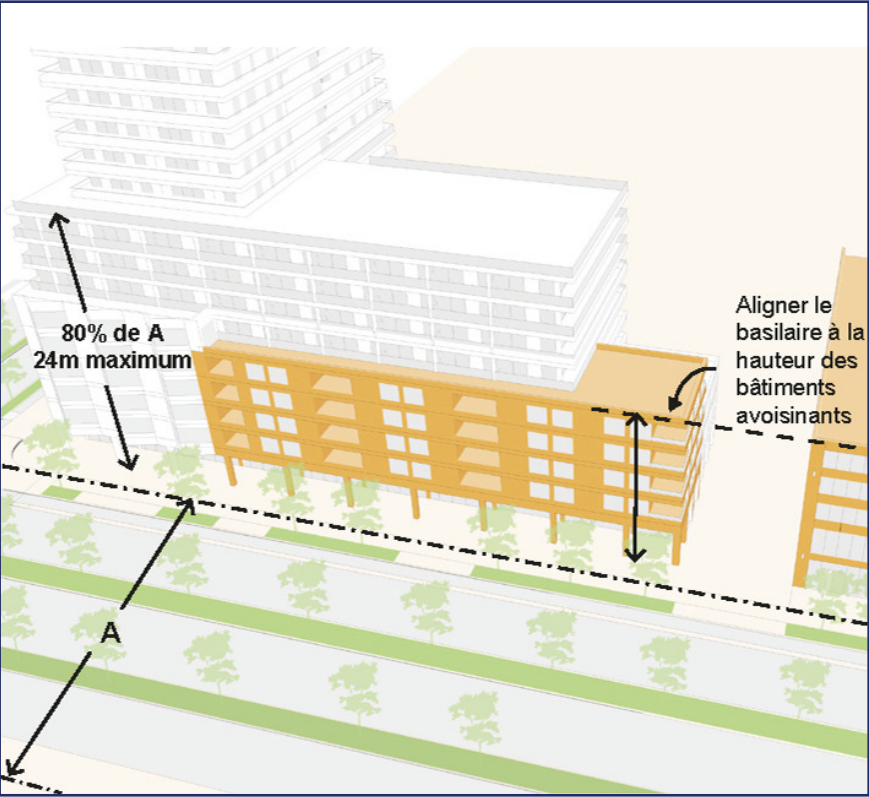 80% de A
24m maximum
Aligner le
basilaire à la
hauteur des
bâtiments
avoisinants
A